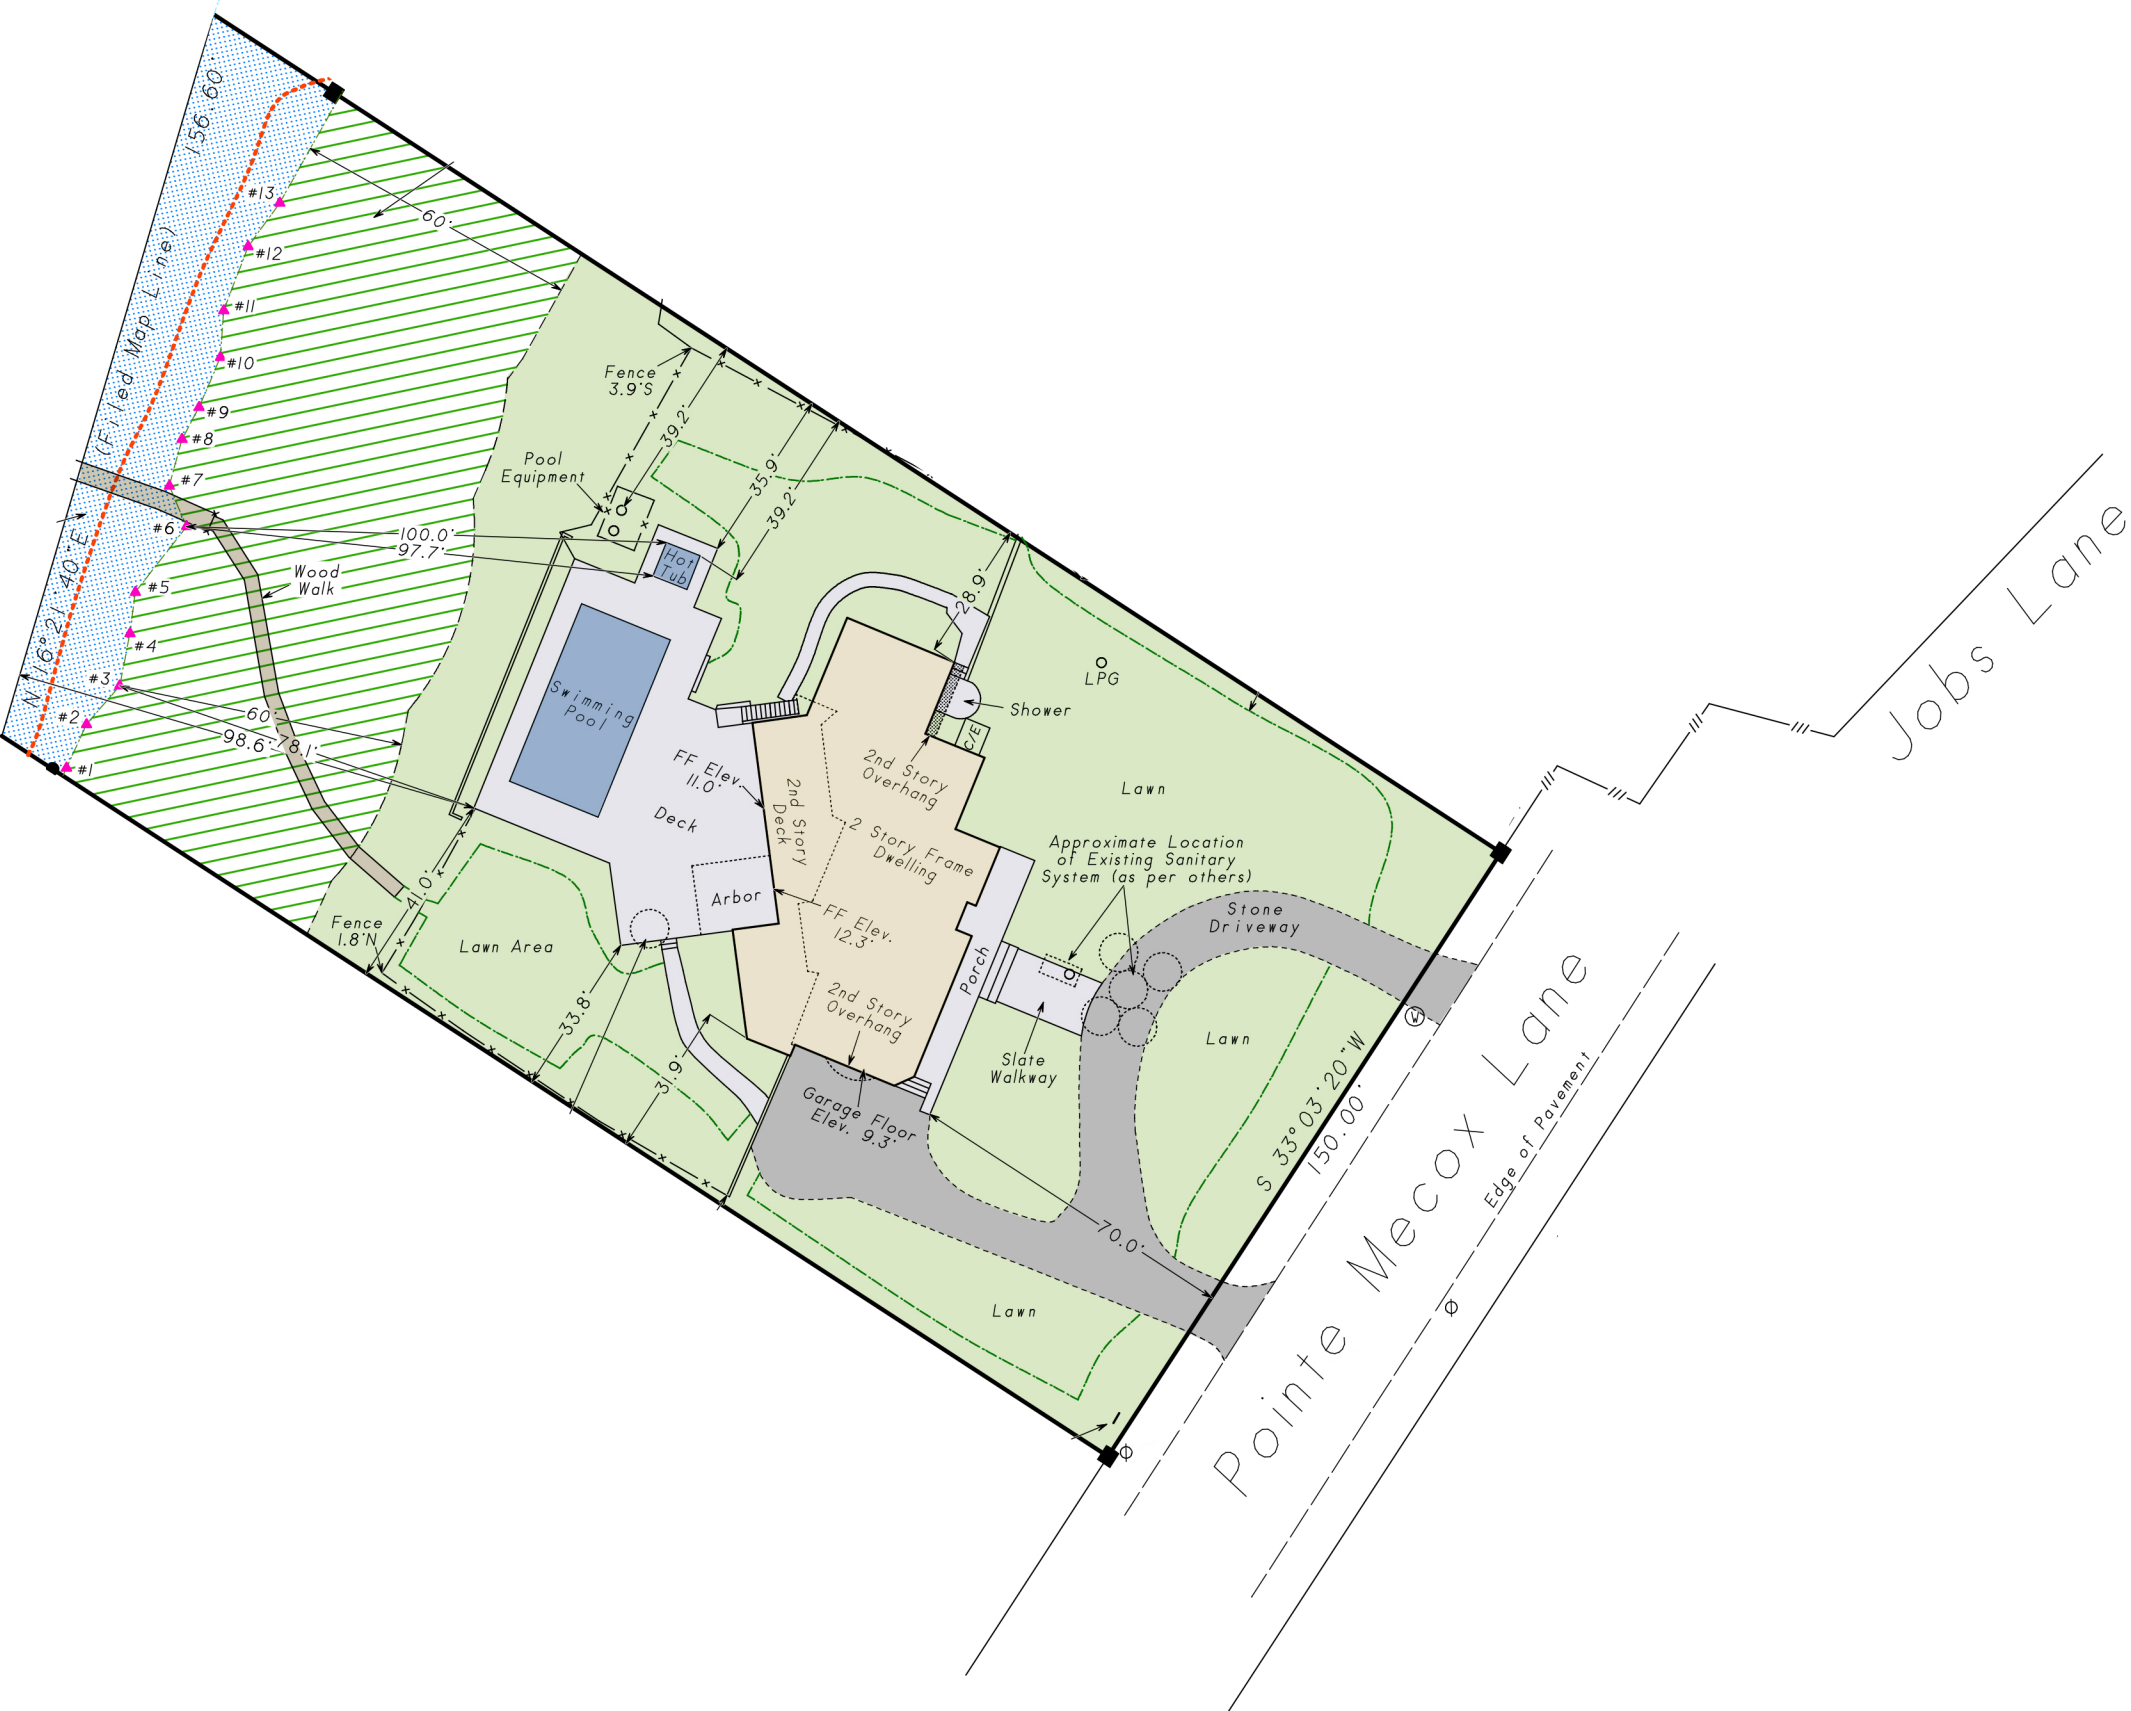 156.60'
(Filed Map Line)
N 16°21'40"E
#13
#12
#11
#10
#9
#8
#7
#6
#5
#4
#3
#2
#1
60'
Fence
3.9'S
39.2'
35.9'
39.2'
Pool
Equipment
100.0'
97.7'
Hot
Tub
Wood
Walk
28.9'
LPG
Shower
C/E
60'
98.6'
78.1'
Swimming
Pool
FF Elev.
11.0'
2nd Story
Deck
Deck
2nd Story
Overhang
Lawn
2 Story Frame
Dwelling
Approximate Location
of Existing Sanitary
System (as per others)
41.0'
Arbor
FF Elev.
12.3'
Stone
Driveway
Fence
1.8'N
Lawn Area
Porch
33.8'
2nd Story
Overhang
W
Lawn
Slate
Walkway
31.9'
Garage Floor
Elev. 9.3'
S 33°03'20"W
150.00'
70.0'
Lawn
Pointe Mecox Lane
Edge of Pavement
Jobs Lane